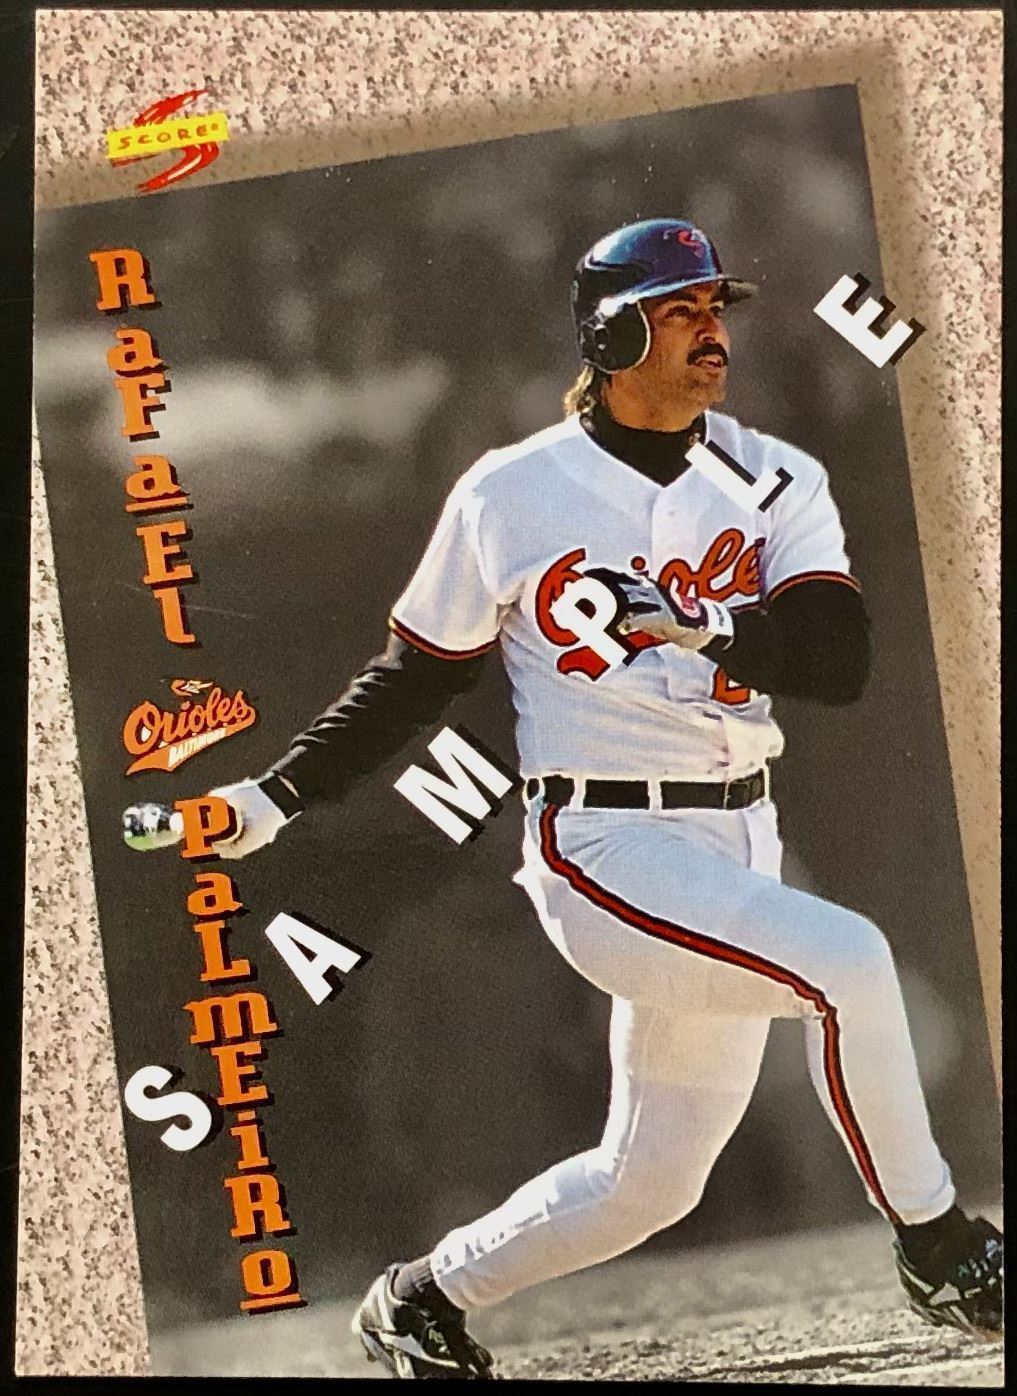 SCORE®
RaFaEl
Orioles
BALTIMORE
PaLmEiRo
Orioles
SAMPLE